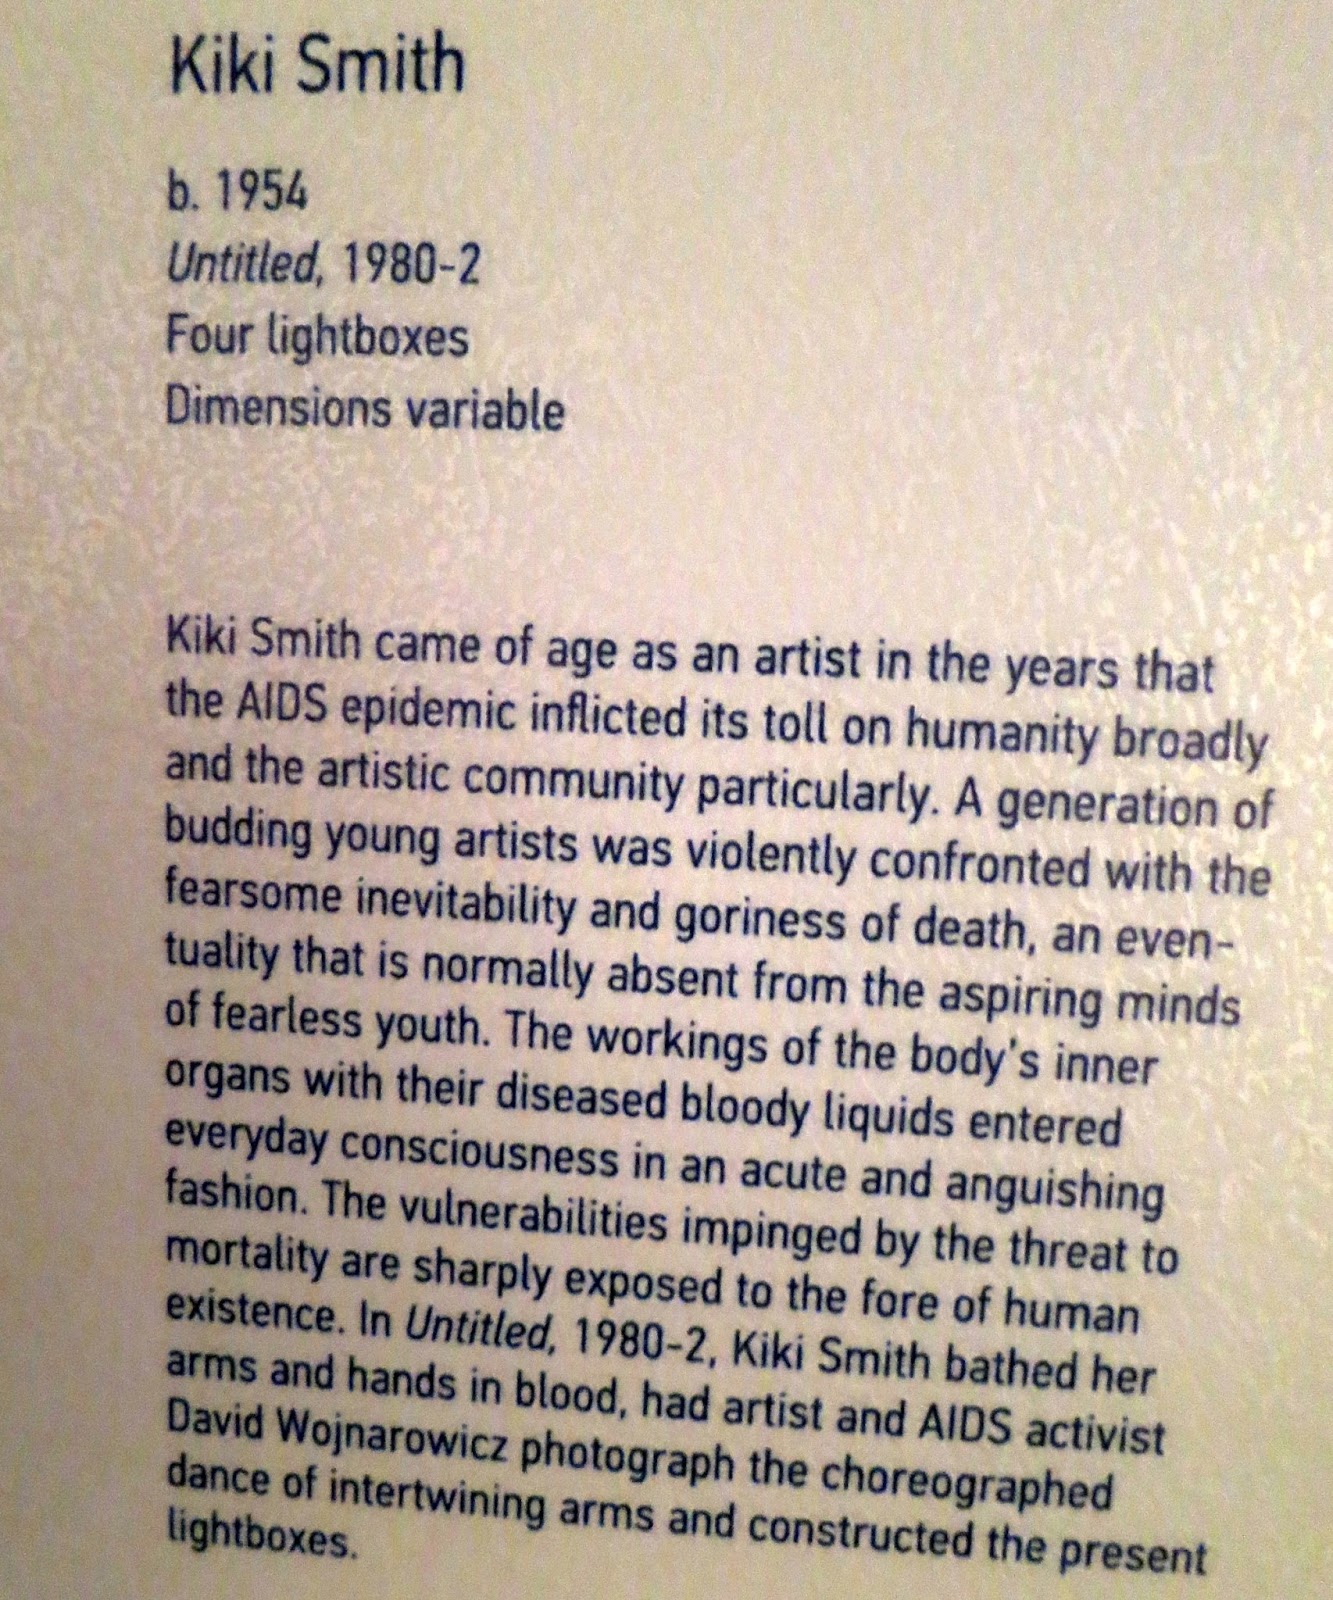 Kiki Smith
b. 1954
Untitled, 1980-2
Four lightboxes
Dimensions variable
Kiki Smith came of age as an artist in the years that
the AIDS epidemic inflicted its toll on humanity broadly
and the artistic community particularly. A generation of
budding young artists was violently confronted with the
fearsome inevitability and goriness of death, an even-
tuality that is normally absent from the aspiring minds
of fearless youth. The workings of the body's inner
organs with their diseased bloody liquids entered
everyday consciousness in an acute and anguishing
fashion. The vulnerabilities impinged by the threat to
mortality are sharply exposed to the fore of human
existence. In Untitled, 1980-2, Kiki Smith bathed her
arms and hands in blood, had artist and AIDS activist
David Wojnarowicz photograph the choreographed
dance of intertwining arms and constructed the present
lightboxes.